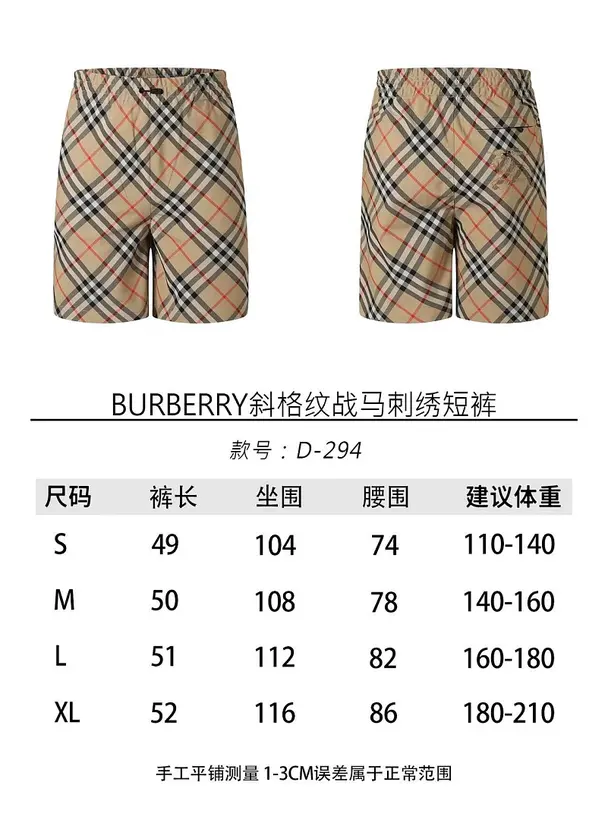 BURBERRY斜格纹战马刺绣短裤
款号：D-294
尺码 裤长 坐围 腰围 建议体重
S 49 104 74 110-140
M 50 108 78 140-160
L 51 112 82 160-180
XL 52 116 86 180-210
手工平铺测量 1-3CM误差属于正常范围